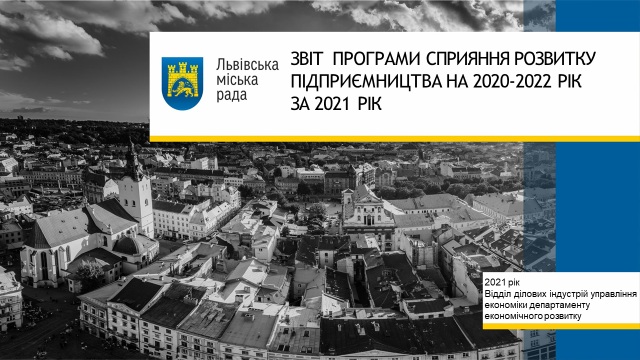 Львівська
міська
рада
ЗВІТ ПРОГРАМИ СПРИЯННЯ РОЗВИТКУ
ПІДПРИЄМНИЦТВА НА 2020-2022 РІК
ЗА 2021 РІК
2021 рік
Відділ ділових індустрій управління
економіки департаменту
економічного розвитку